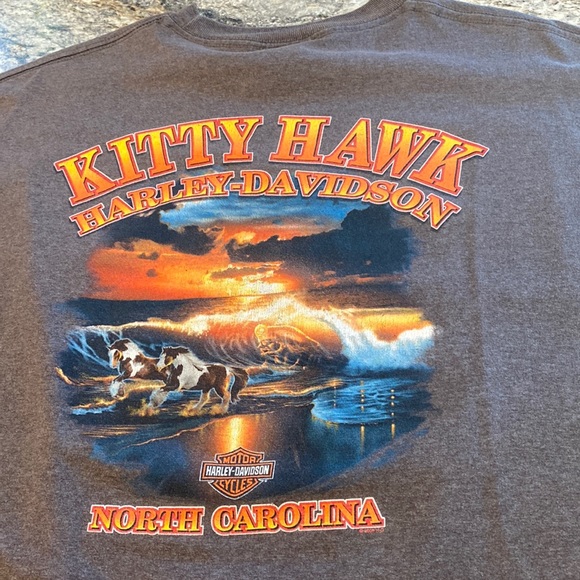 KITTY HAWK
HARLEY-DAVIDSON
MOTOR
HARLEY-DAVIDSON
CYCLES
NORTH CAROLINA